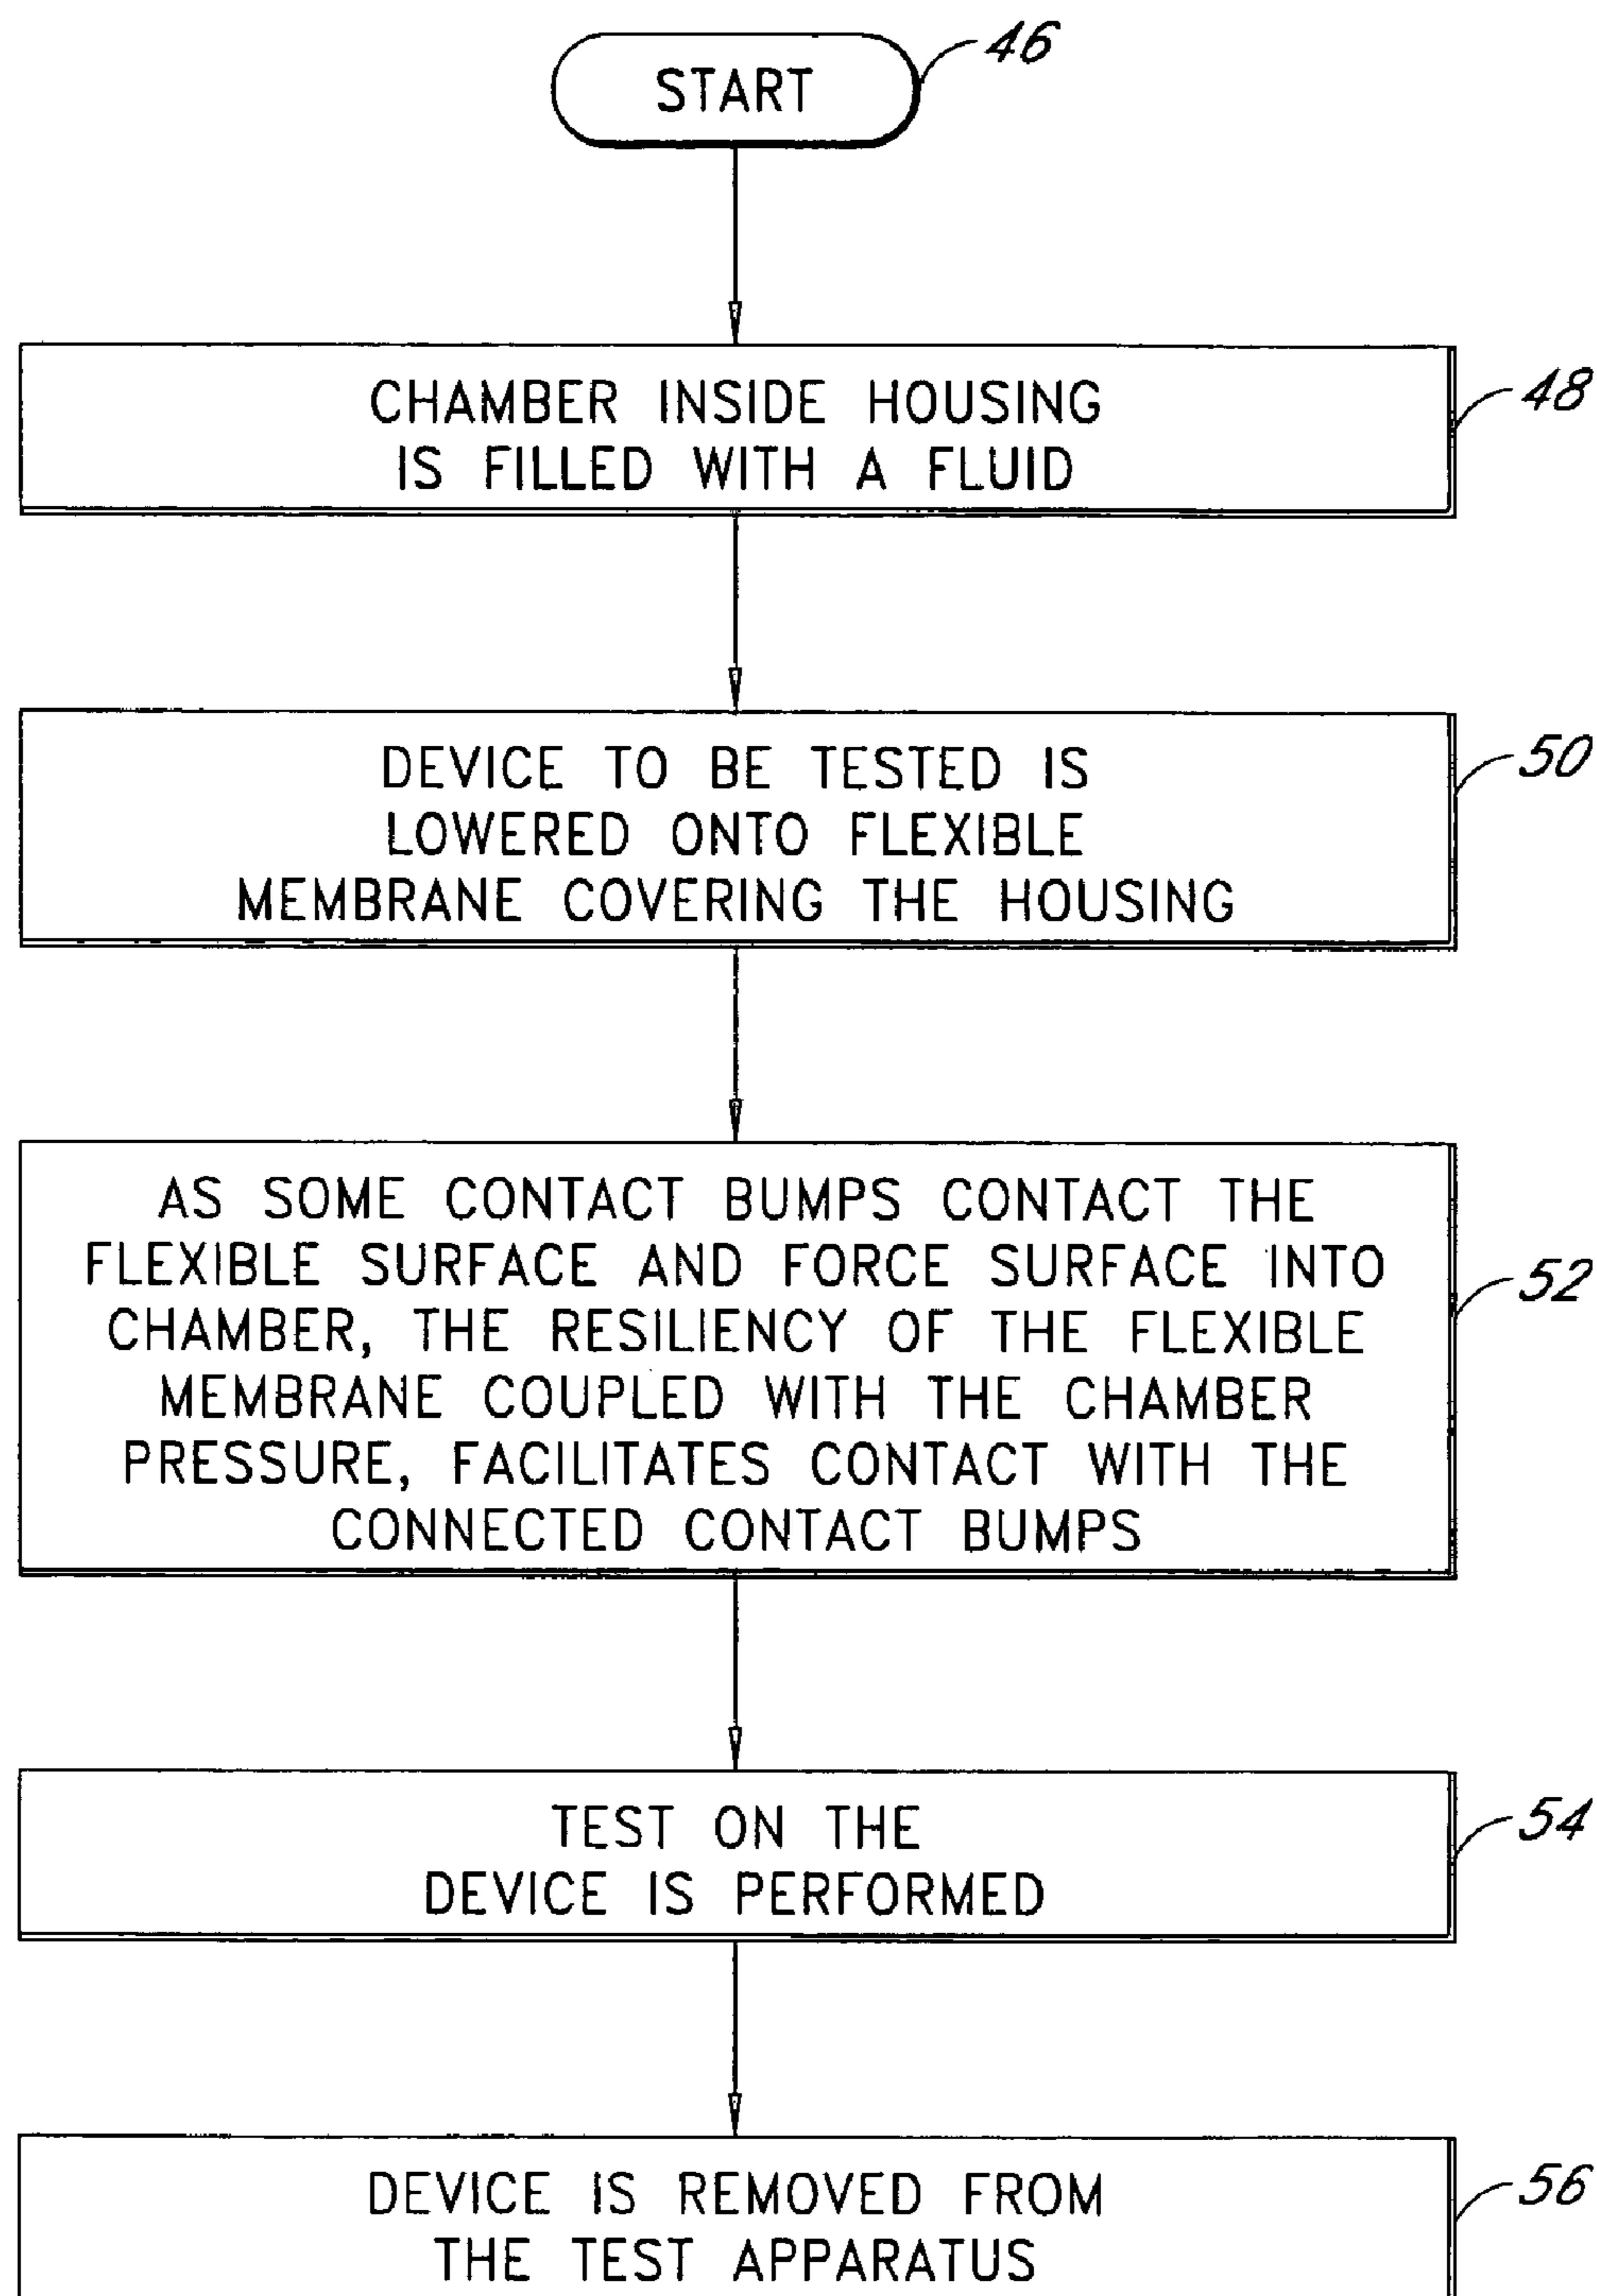 START
46
CHAMBER INSIDE HOUSING
IS FILLED WITH A FLUID
48
DEVICE TO BE TESTED IS
LOWERED ONTO FLEXIBLE
MEMBRANE COVERING THE HOUSING
50
AS SOME CONTACT BUMPS CONTACT THE
FLEXIBLE SURFACE AND FORCE SURFACE INTO
CHAMBER, THE RESILIENCY OF THE FLEXIBLE
MEMBRANE COUPLED WITH THE CHAMBER
PRESSURE, FACILITATES CONTACT WITH THE
CONNECTED CONTACT BUMPS
52
TEST ON THE
DEVICE IS PERFORMED
54
DEVICE IS REMOVED FROM
THE TEST APPARATUS
56